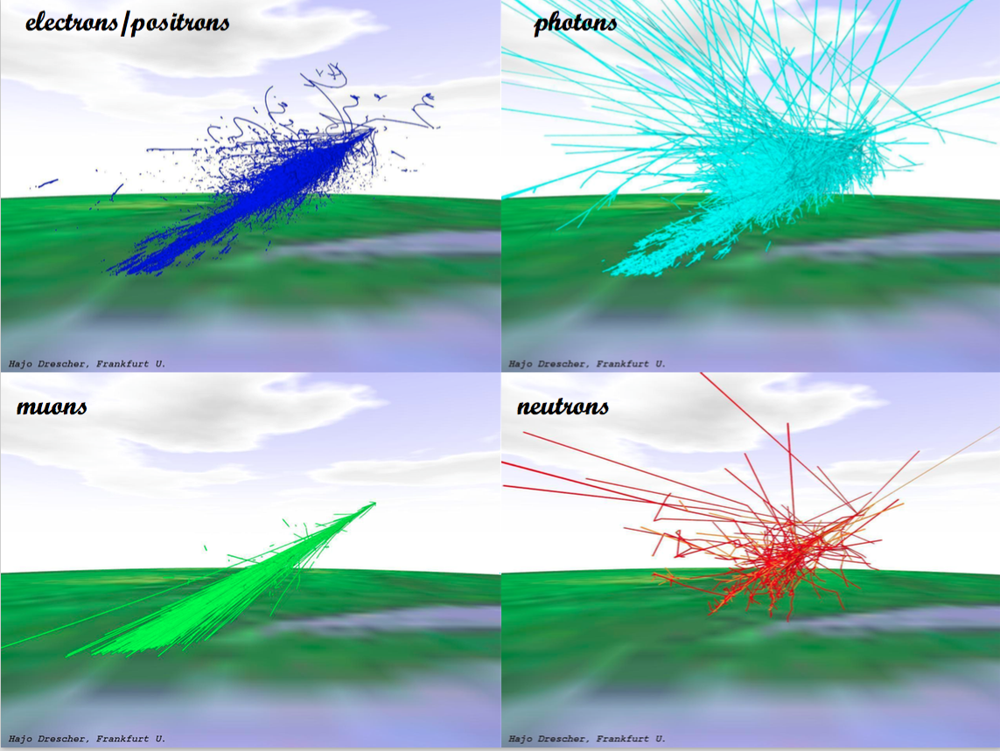 electrons/positrons
photons
Hajo Drescher, Frankfurt U.
Hajo Drescher, Frankfurt U.
muons
neutrons
Hajo Drescher, Frankfurt U.
Hajo Drescher, Frankfurt U.